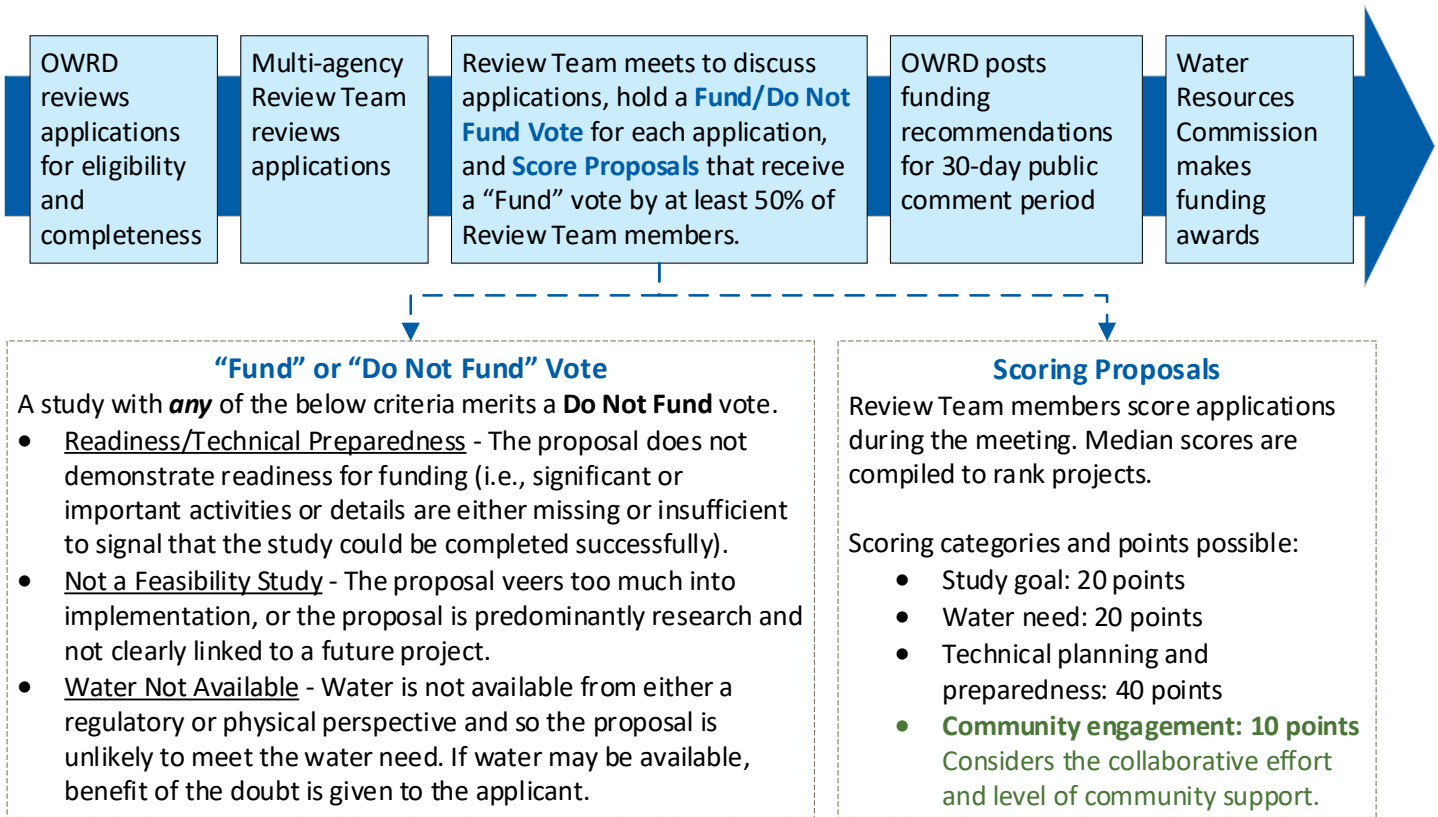 OWRD
reviews
applications
for eligibility
and
completeness
Multi-agency
Review Team
reviews
applications
Review Team meets to discuss
applications, hold a Fund/Do Not
Fund Vote for each application,
and Score Proposals that receive
a “Fund” vote by at least 50% of
Review Team members.
OWRD posts
funding
recommendations
for 30-day public
comment period
Water
Resources
Commission
makes
funding
awards
“Fund” or “Do Not Fund” Vote
A study with any of the below criteria merits a Do Not Fund vote.
• Readiness/Technical Preparedness - The proposal does not
demonstrate readiness for funding (i.e., significant or
important activities or details are either missing or insufficient
to signal that the study could be completed successfully).
• Not a Feasibility Study - The proposal veers too much into
implementation, or the proposal is predominantly research and
not clearly linked to a future project.
• Water Not Available - Water is not available from either a
regulatory or physical perspective and so the proposal is
unlikely to meet the water need. If water may be available,
benefit of the doubt is given to the applicant.
Scoring Proposals
Review Team members score applications
during the meeting. Median scores are
compiled to rank projects.
Scoring categories and points possible:
• Study goal: 20 points
• Water need: 20 points
• Technical planning and
preparedness: 40 points
• Community engagement: 10 points
Considers the collaborative effort
and level of community support.